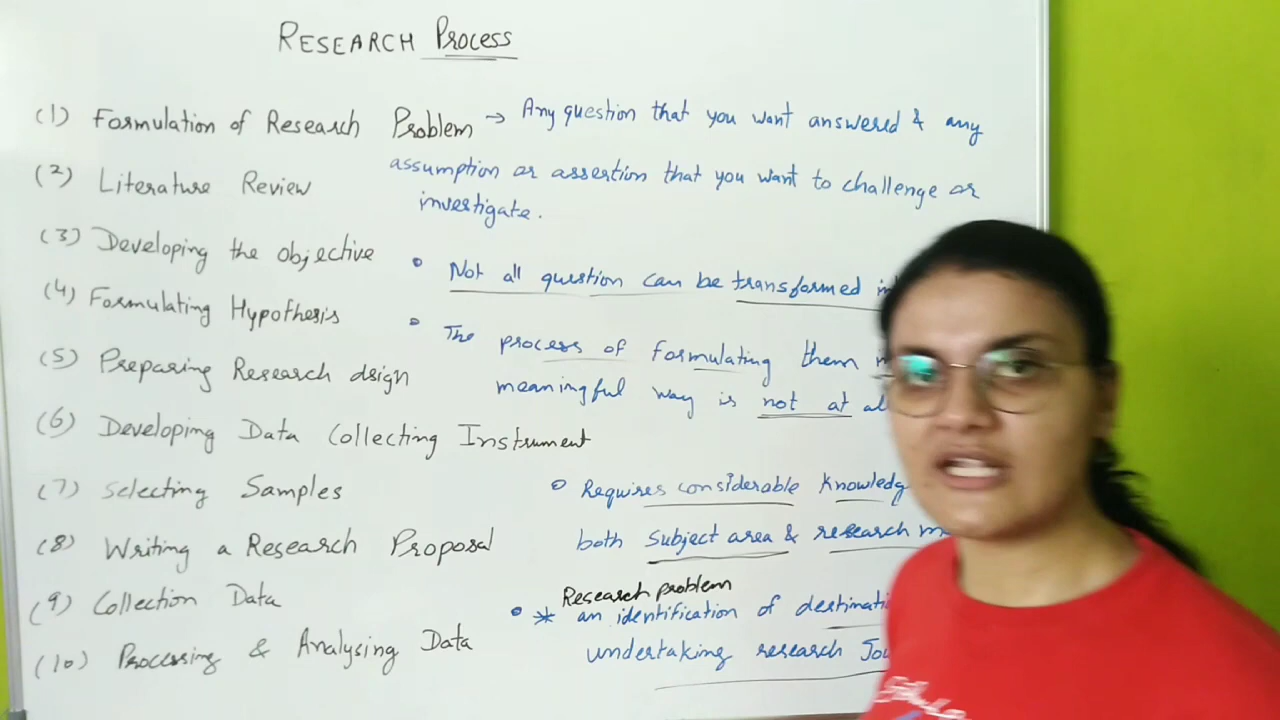 RESEARCH Process
(1) Formulation of Research Problem → Any question that you want answered & any
assumption or assertion that you want to challenge or
investigate.
(2) Literature Review
(3) Developing the objective
• Not all question can be transformed
(4) Formulating Hypothesis
• The process of formulating them
meaningful way is not at
(5) Preparing Research dsign
(6) Developing Data Collecting Instrument
(7) Selecting Samples
• Requires considerable
both subject area & research
(8) Writing a Research Proposal
Research problem
(9) Collection Data
• * an identification of
undertaking research
(10) Processing & Analysing Data